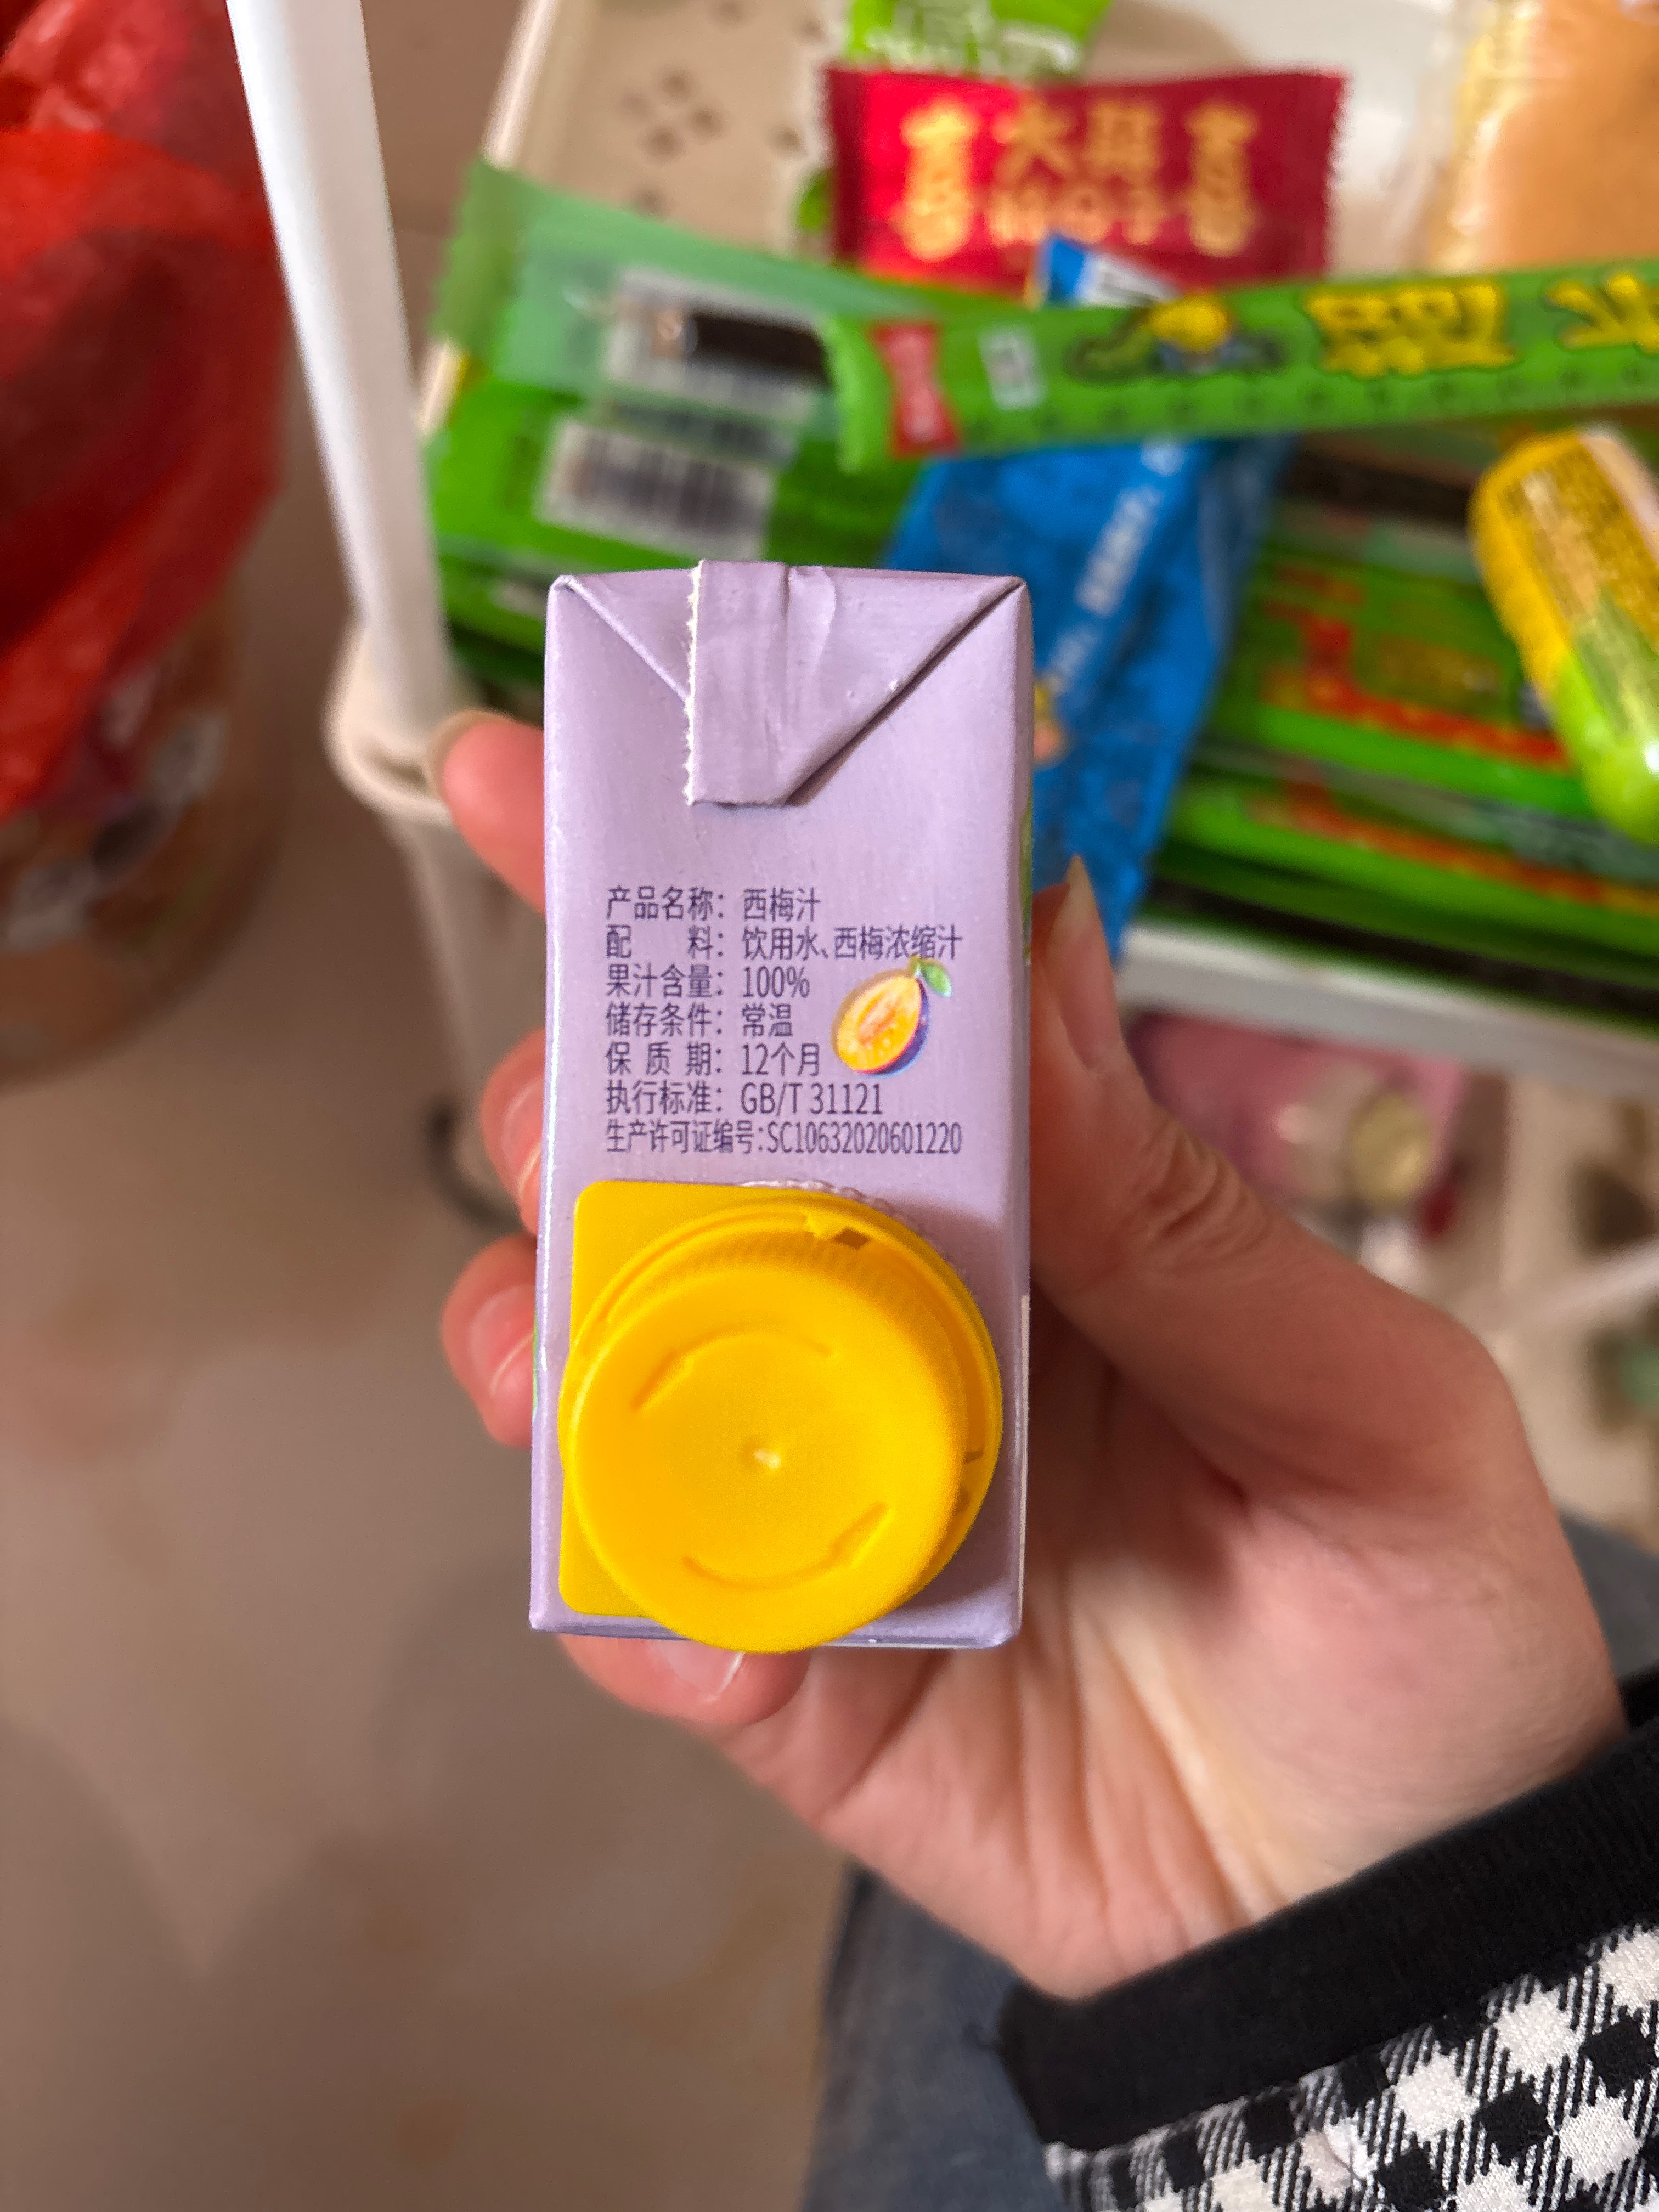 大辣
产品名称：西梅汁
配 料：饮用水、西梅浓缩汁
果汁含量：100%
储存条件：常温
保 质 期：12个月
执行标准：GB/T 31121
生产许可证编号：SC10632020601220